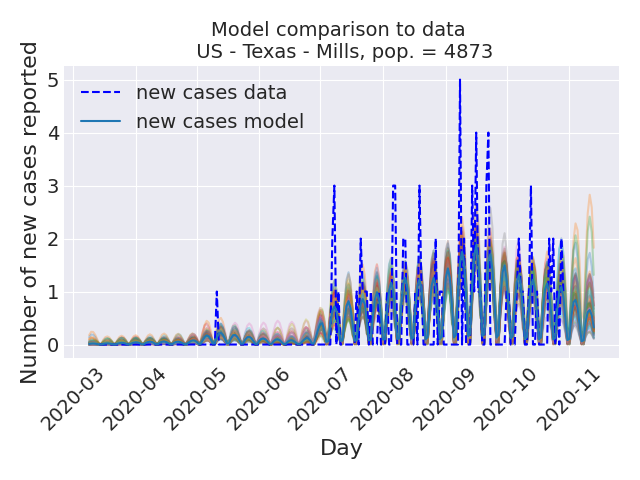 Model comparison to data
US - Texas - Mills, pop. = 4873
Number of new cases reported
5
4
3
2
1
0
new cases data
new cases model
2020-03
2020-04
2020-05
2020-06
2020-07
2020-08
2020-09
2020-10
2020-11
Day